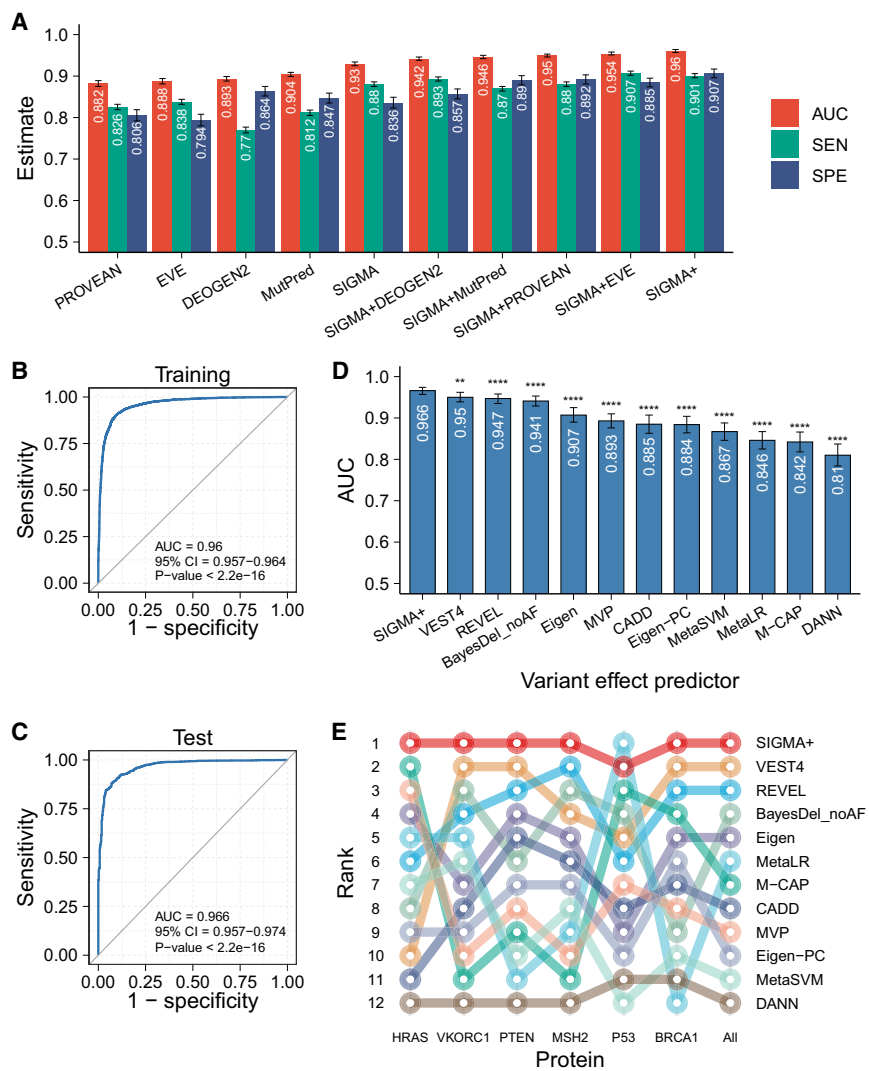 A
1.0
0.9
0.8
0.7
0.6
0.5
Estimate
0.882
0.826
0.806
0.888
0.838
0.794
0.893
0.77
0.864
0.904
0.812
0.847
0.93
0.88
0.836
0.942
0.893
0.857
0.946
0.87
0.89
0.95
0.88
0.892
0.954
0.907
0.885
0.96
0.901
0.907
AUC
SEN
SPE
PROVEAN
EVE
DEOGEN2
MutPred
SIGMA
SIGMA+DEOGEN2
SIGMA+MutPred
SIGMA+PROVEAN
SIGMA+EVE
SIGMA+
B
Training
1.00
0.75
0.50
0.25
0.00
Sensitivity
AUC = 0.96
95% CI = 0.957−0.964
P-value < 2.2e−16
0.00 0.25 0.50 0.75 1.00
1 − specificity
C
Test
1.00
0.75
0.50
0.25
0.00
Sensitivity
AUC = 0.966
95% CI = 0.957−0.974
P-value < 2.2e−16
0.00 0.25 0.50 0.75 1.00
1 − specificity
D
1.0
0.9
0.8
0.7
0.6
0.5
AUC
** **** **** **** **** **** **** **** **** **** ****
0.966
0.95
0.947
0.941
0.907
0.893
0.885
0.884
0.867
0.846
0.842
0.81
SIGMA+
VEST4
REVEL
BayesDel_noAF
Eigen
MVP
CADD
Eigen−PC
MetaSVM
MetaLR
M−CAP
DANN
Variant effect predictor
E
Rank
1 SIGMA+
2 VEST4
3 REVEL
4 BayesDel_noAF
5 Eigen
6 MetaLR
7 M−CAP
8 CADD
9 MVP
10 Eigen−PC
11 MetaSVM
12 DANN
HRAS VKORC1 PTEN MSH2 P53 BRCA1 All
Protein